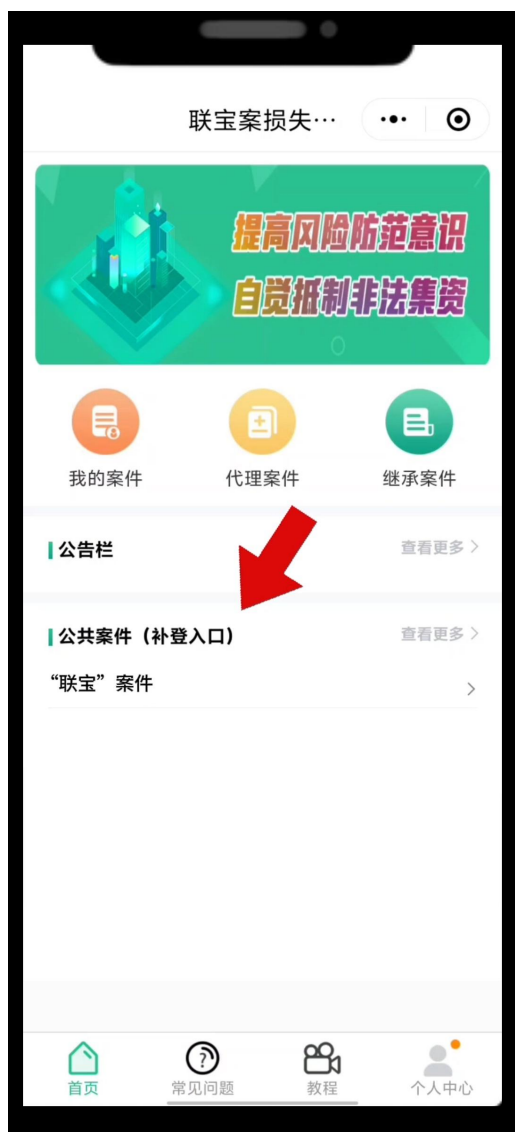 联宝案损失…
提高风险防范意识
自觉抵制非法集资
我的案件
代理案件
继承案件
公告栏
查看更多
公共案件（补登入口）
查看更多
“联宝”案件
首页
常见问题
教程
个人中心